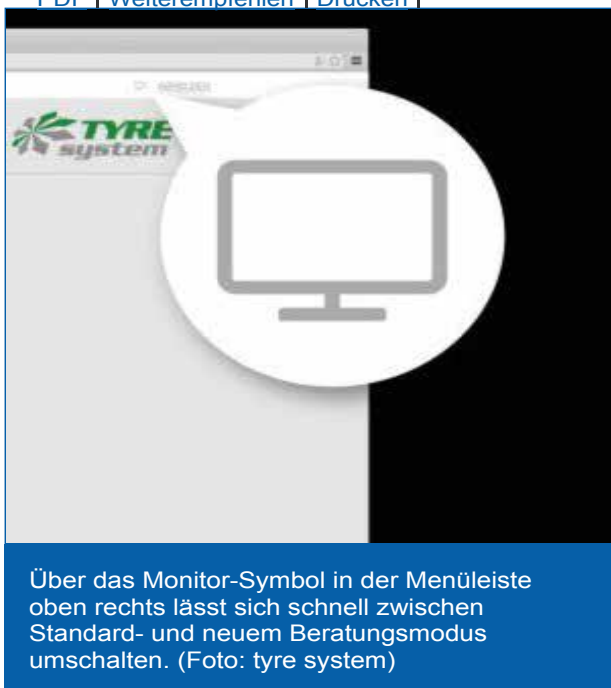 PDF | Weiterempfehlen | Drucken |
TYRE
system
Über das Monitor-Symbol in der Menüleiste
oben rechts lässt sich schnell zwischen
Standard- und neuem Beratungsmodus
umschalten. (Foto: tyre system)